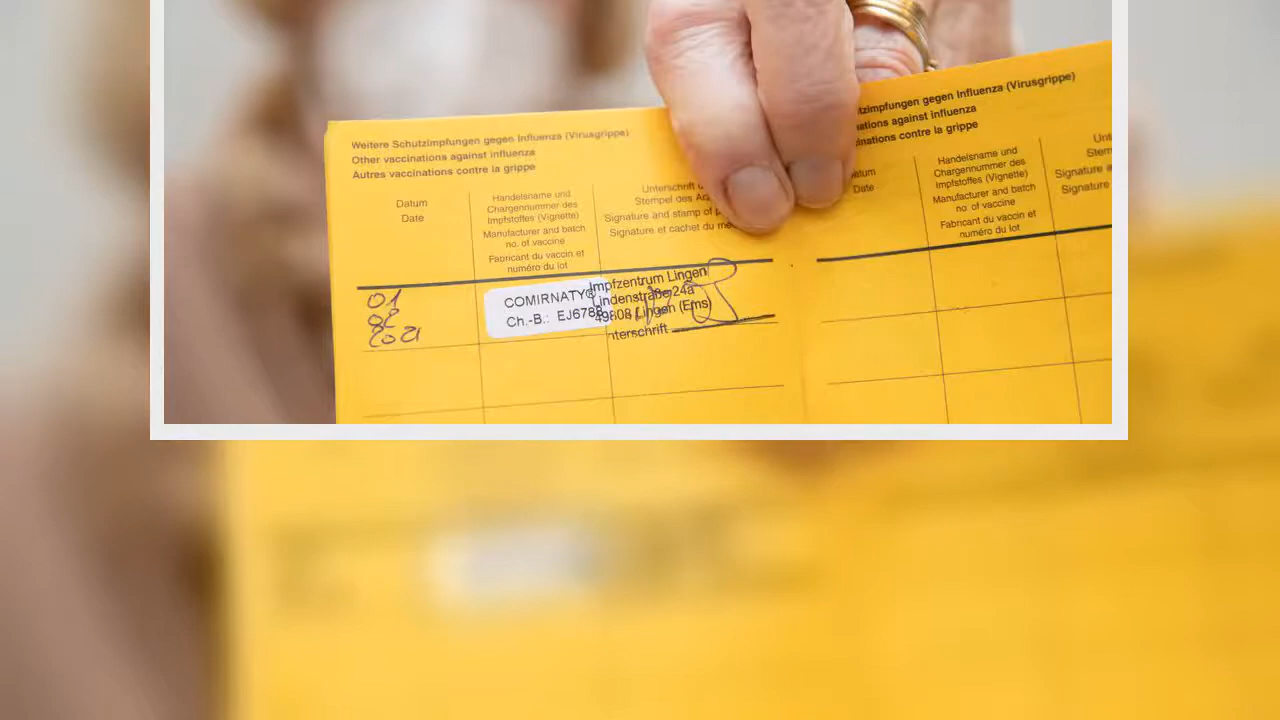 Weitere Schutzimpfungen gegen Influenza (Virusgrippe)
Other vaccinations against influenza
Autres vaccinations contre la grippe
Datum
Date
Handelsname und
Chargennummer des
Impfstoffes (Vignette)
Manufacturer and batch
no. of vaccine
Fabricant du vaccin et
numéro du lot
Unterschrift
Stempel des
Signature and stamp of
Signature et cachet du
01
02
2021
COMIRNATY®
Ch.-B.: EJ6788
Impfzentrum Lingen
Lindenstraße 24a
49808 Lingen (Ems)
nterschrift
tzimpfungen gegen Influenza (Virusgrippe)
nations against influenza
inations contre la grippe
atum
Date
Handelsname und
Chargennummer des
Impfstoffes (Vignette)
Manufacturer and batch
no. of vaccine
Fabricant du vaccin et
numéro du lot
Unt
Stem
Signature a
Signature